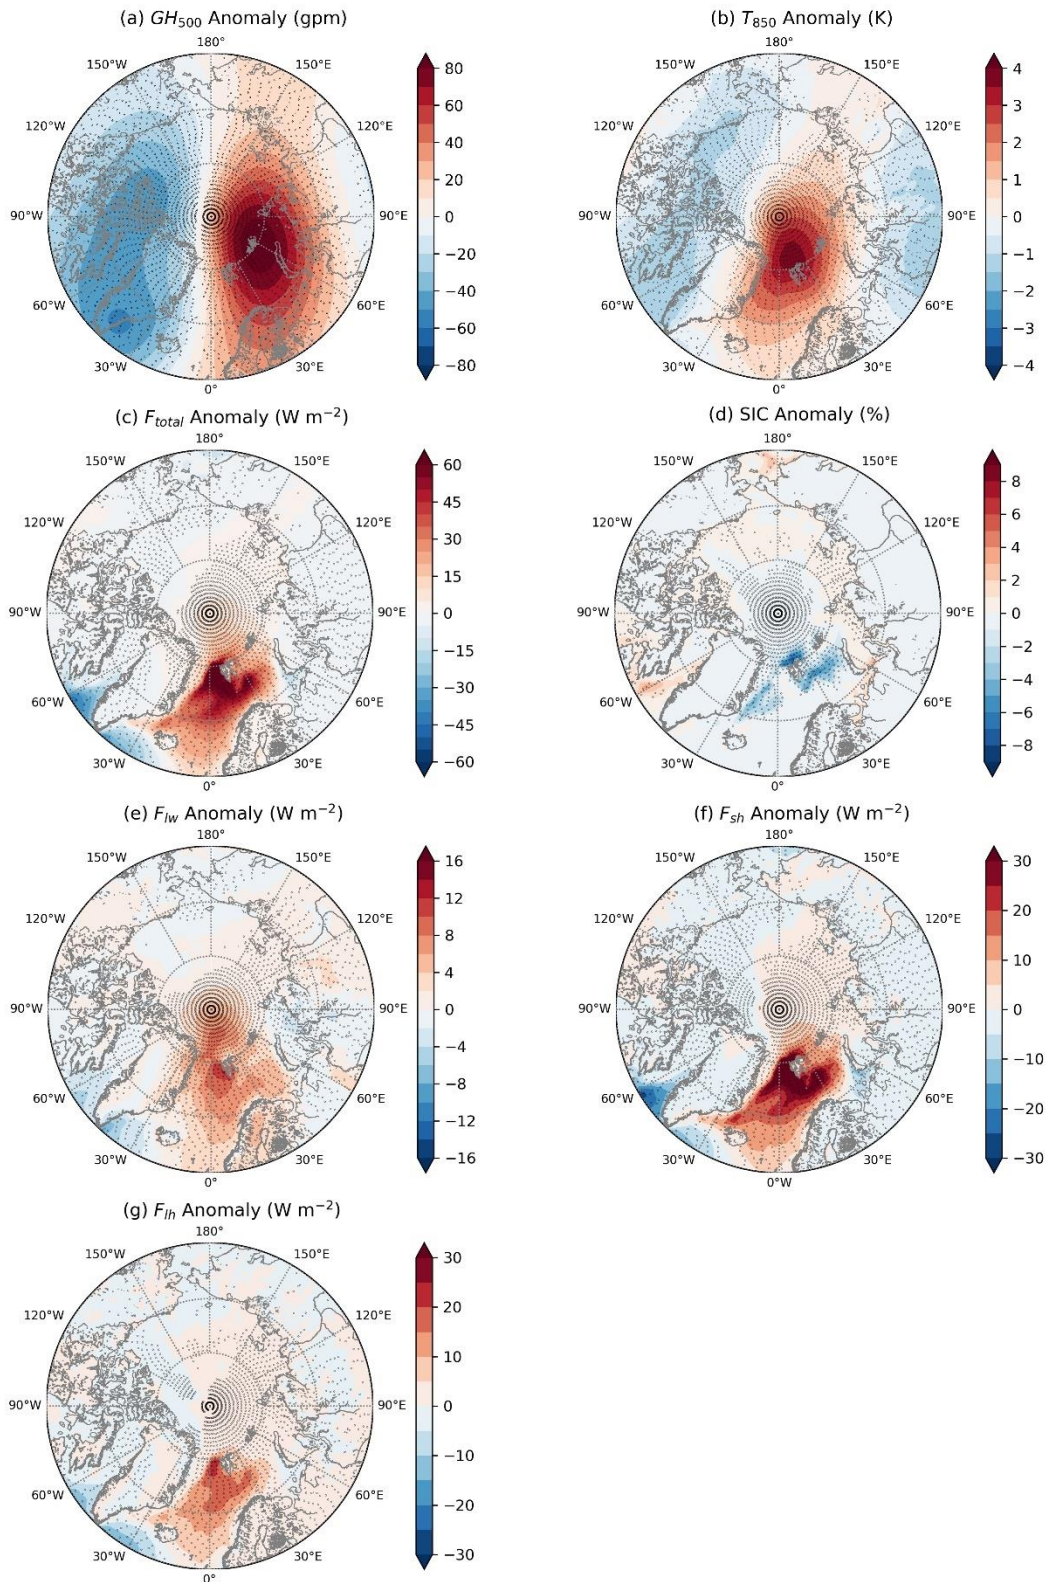 (a) GH500 Anomaly (gpm)
180°
150°W 150°E
120°W 120°E
90°W 90°E
60°W 60°E
30°W 30°E
0°
80
60
40
20
0
−20
−40
−60
−80
(b) T850 Anomaly (K)
180°
150°W 150°E
120°W 120°E
90°W 90°E
60°W 60°E
30°W 30°E
0°
4
3
2
1
0
−1
−2
−3
−4
(c) Ftotal Anomaly (W m−2)
180°
150°W 150°E
120°W 120°E
90°W 90°E
60°W 60°E
30°W 30°E
0°
60
45
30
15
0
−15
−30
−45
−60
(d) SIC Anomaly (%)
180°
150°W 150°E
120°W 120°E
90°W 90°E
60°W 60°E
30°W 30°E
0°
8
6
4
2
0
−2
−4
−6
−8
(e) Flw Anomaly (W m−2)
180°
150°W 150°E
120°W 120°E
90°W 90°E
60°W 60°E
30°W 30°E
0°
16
12
8
4
0
−4
−8
−12
−16
(f) Fsh Anomaly (W m−2)
180°
150°W 150°E
120°W 120°E
90°W 90°E
60°W 60°E
30°W 30°E
0°W
30
20
10
0
−10
−20
−30
(g) Flh Anomaly (W m−2)
180°
150°W 150°E
120°W 120°E
90°W 90°E
60°W 60°E
30°W 30°E
0°
30
20
10
0
−10
−20
−30